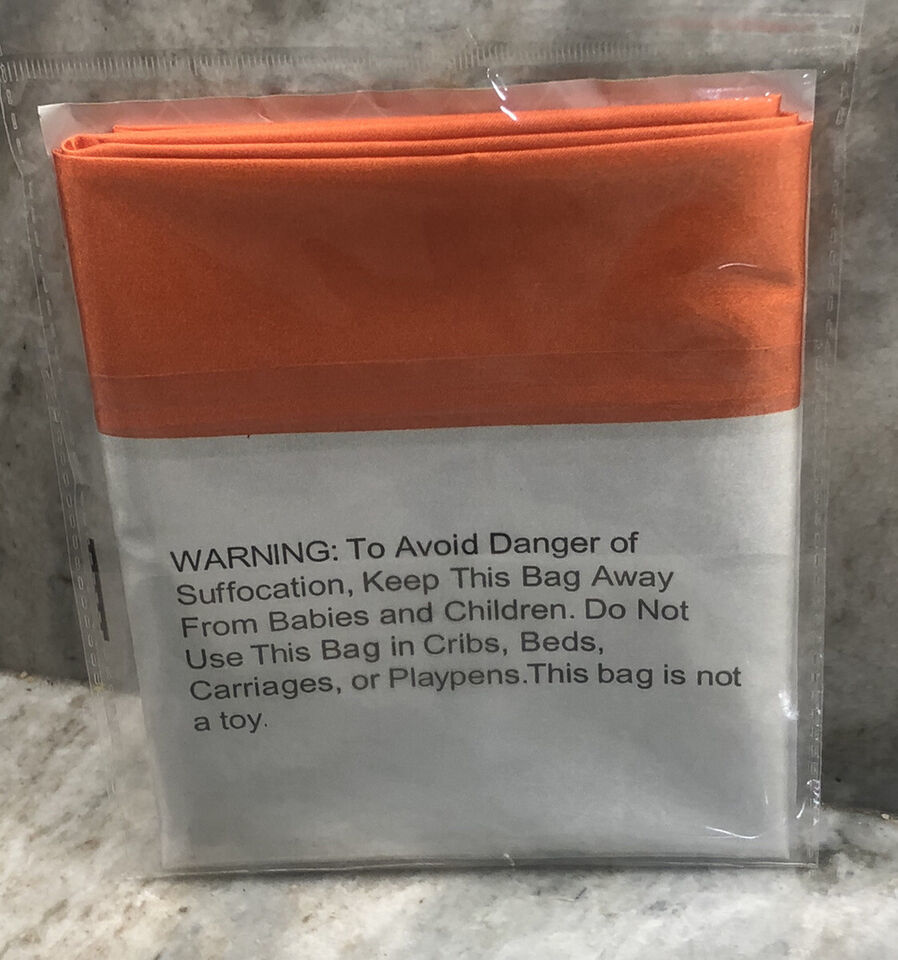 WARNING: To Avoid Danger of
Suffocation, Keep This Bag Away
From Babies and Children. Do Not
Use This Bag in Cribs, Beds,
Carriages, or Playpens.This bag is not
a toy.